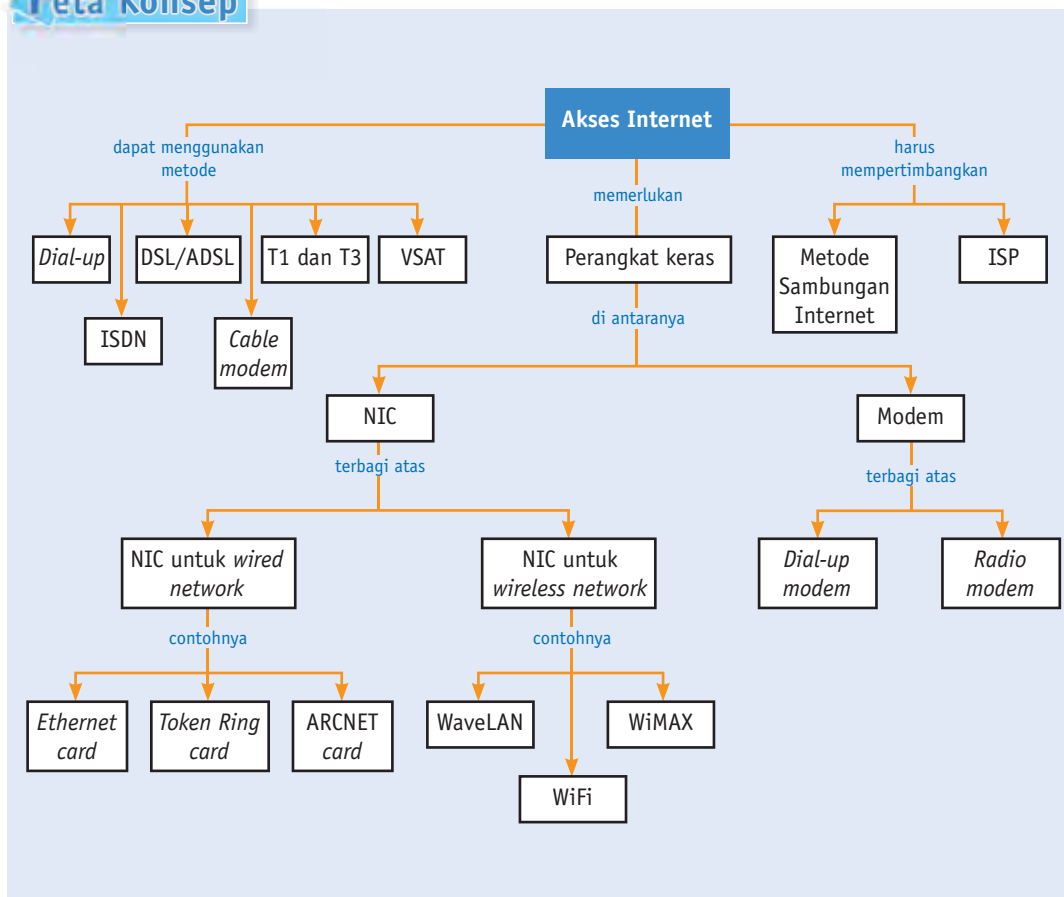 Peta Konsep
Akses Internet
dapat menggunakan
metode
memerlukan
harus
mempertimbangkan
Dial-up
DSL/ADSL
T1 dan T3
VSAT
Perangkat keras
Metode
Sambungan
Internet
ISP
ISDN
Cable
modem
di antaranya
NIC
Modem
terbagi atas
terbagi atas
NIC untuk wired
network
NIC untuk
wireless network
Dial-up
modem
Radio
modem
contohnya
contohnya
Ethernet
card
Token Ring
card
ARCNET
card
WaveLAN
WiMAX
WiFi